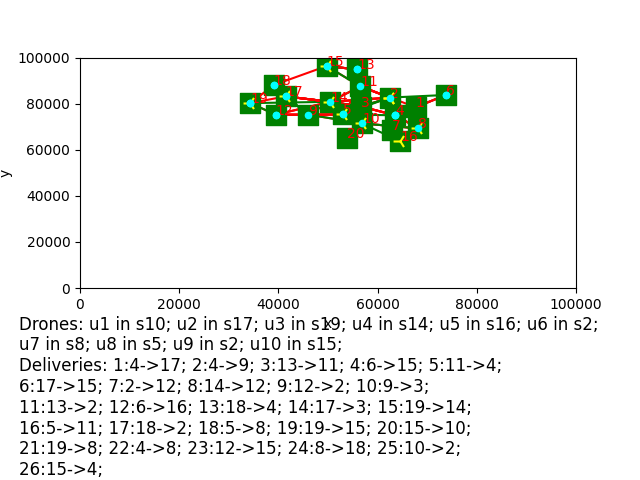 100000
80000
60000
40000
20000
0
y
0 20000 40000 60000 80000 100000
x
Drones: u1 in s10; u2 in s17; u3 in s19; u4 in s14; u5 in s16; u6 in s2;
u7 in s8; u8 in s5; u9 in s2; u10 in s15;
Deliveries: 1:4->17; 2:4->9; 3:13->11; 4:6->15; 5:11->4;
6:17->15; 7:2->12; 8:14->12; 9:12->2; 10:9->3;
11:13->2; 12:6->16; 13:18->4; 14:17->3; 15:19->14;
16:5->11; 17:18->2; 18:5->8; 19:19->15; 20:15->10;
21:19->8; 22:4->8; 23:12->15; 24:8->18; 25:10->2;
26:15->4;